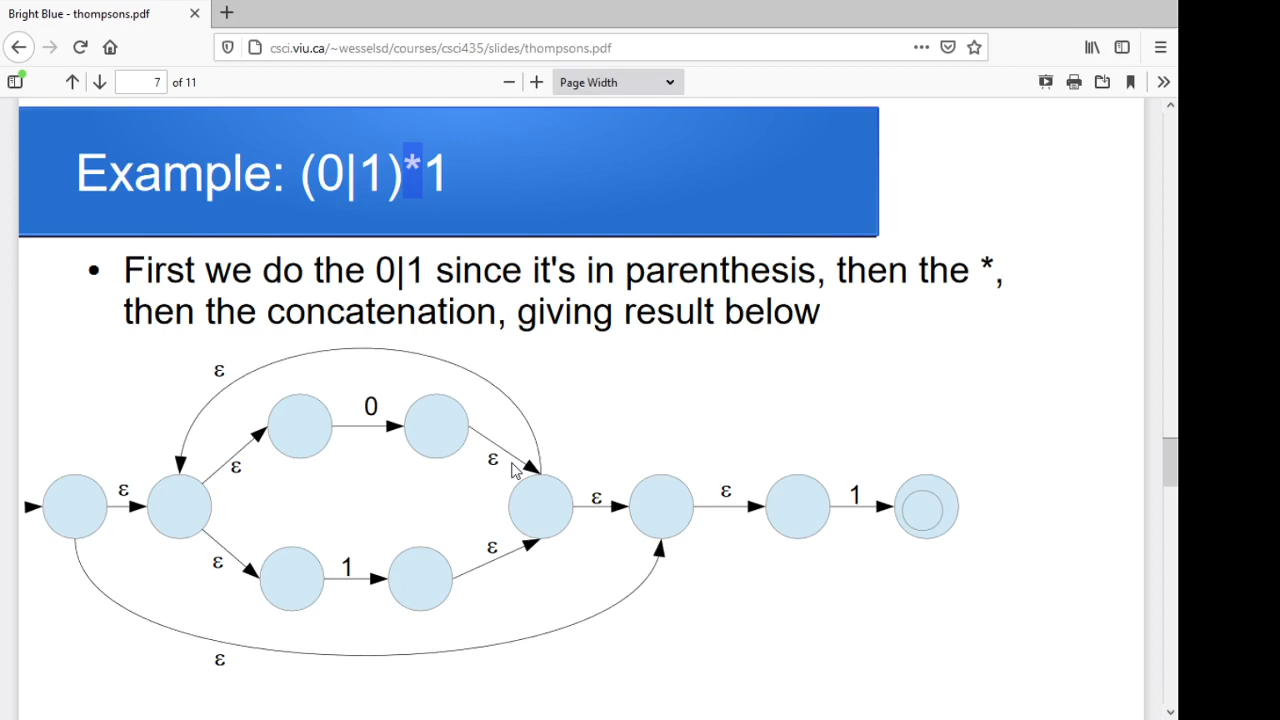 Bright Blue - thompsons.pdf
csci.viu.ca/~wesselsd/courses/csci435/slides/thompsons.pdf
7 of 11
Page Width
Example: (0|1)*1
• First we do the 0|1 since it's in parenthesis, then the *,
then the concatenation, giving result below
ε
0
ε ε
ε ε ε 1
ε 1 ε
ε